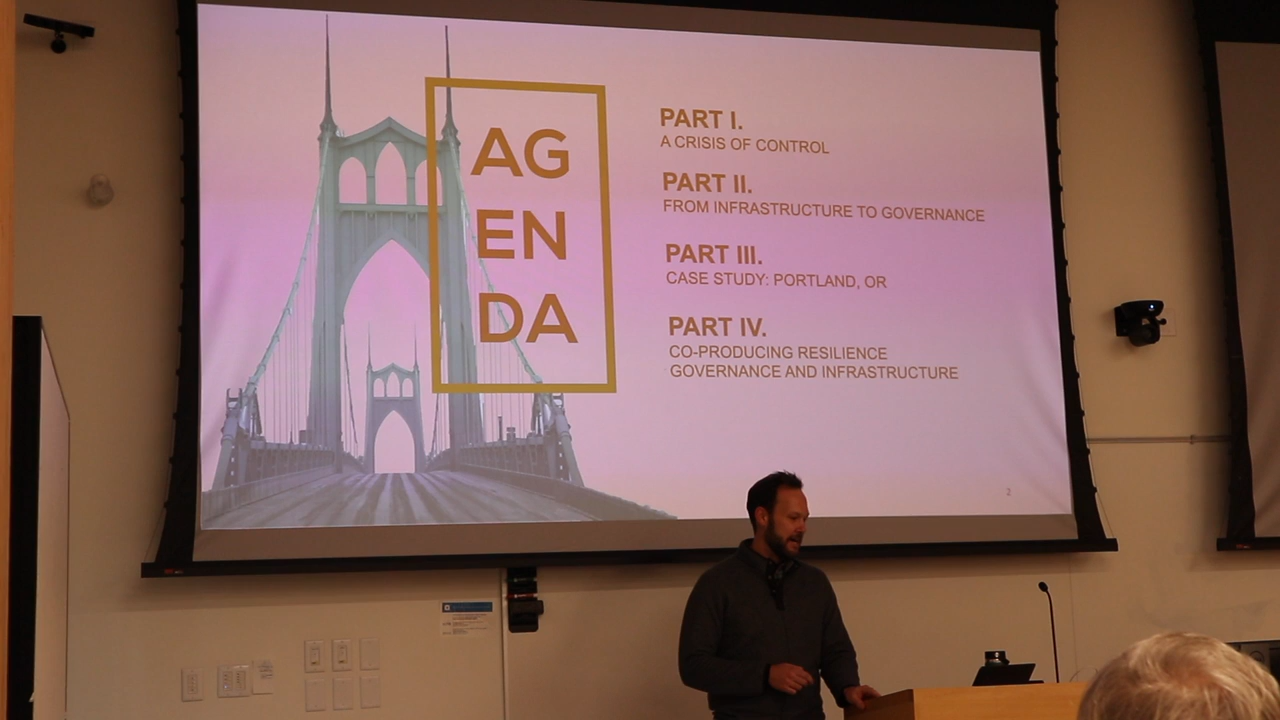 AG
EN
DA
PART I.
A CRISIS OF CONTROL
PART II.
FROM INFRASTRUCTURE TO GOVERNANCE
PART III.
CASE STUDY: PORTLAND, OR
PART IV.
CO-PRODUCING RESILIENCE
GOVERNANCE AND INFRASTRUCTURE
2